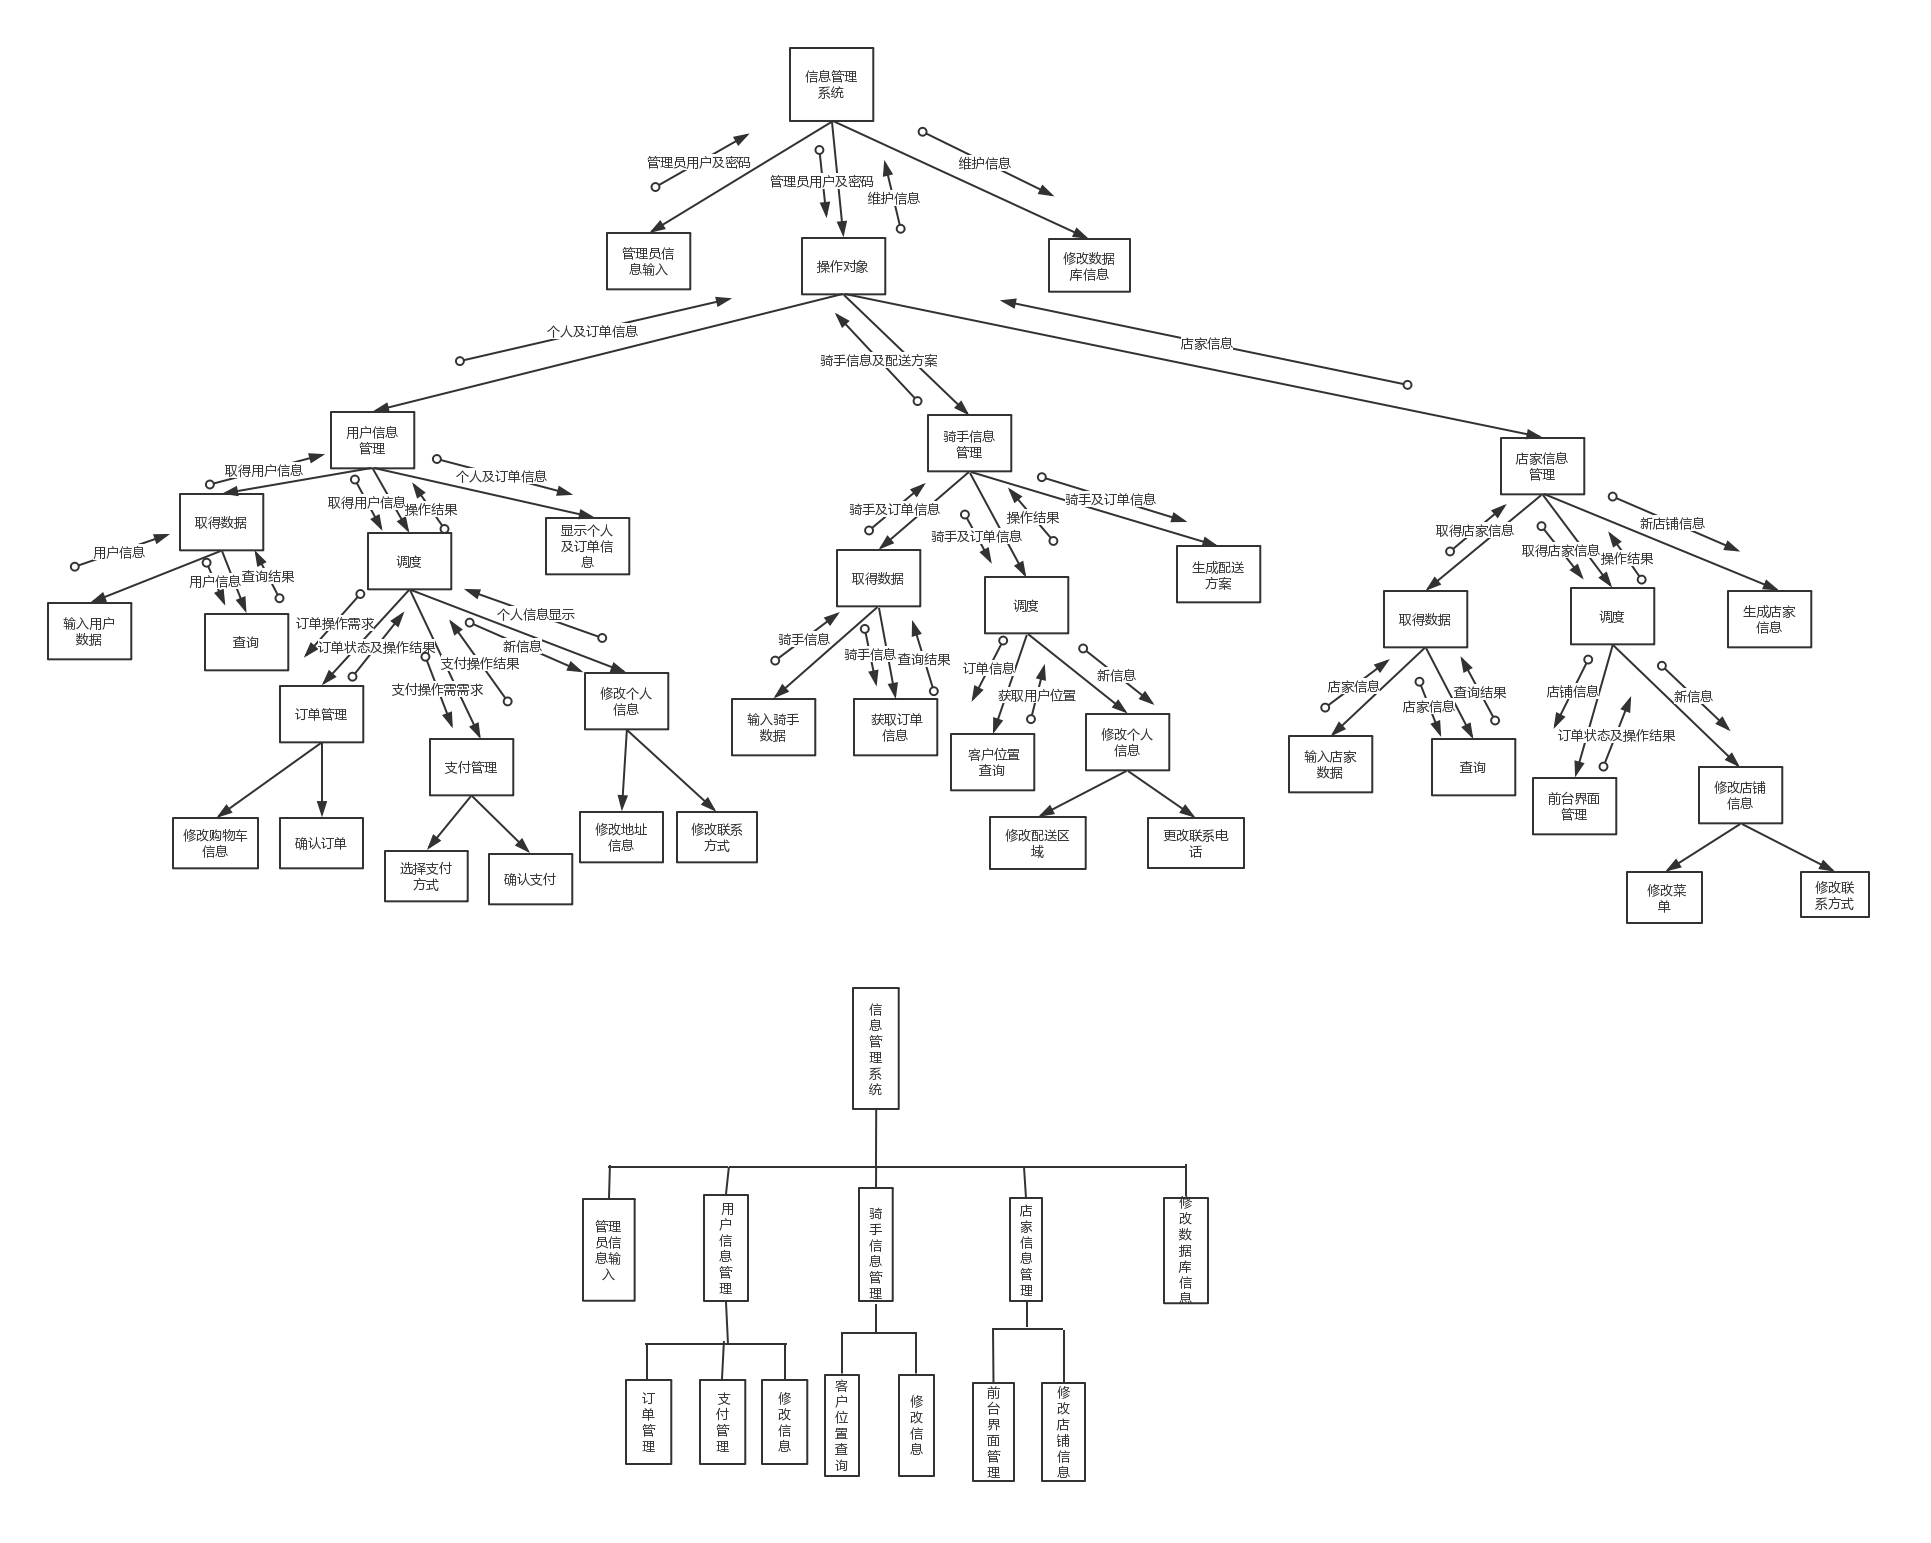 信息管理
系统
管理员用户及密码
管理员用户及密码
维护信息
维护信息
管理员信
息输入
操作对象
修改数据
库信息
个人及订单信息
骑手信息及配送方案
店家信息
用户信息
管理
骑手信息
管理
店家信息
管理
取得用户信息
取得用户信息
操作结果
个人及订单信息
取得数据
调度
显示个人
及订单信
息
用户信息
用户信息
查询结果
输入用户
数据
查询
订单操作需求
订单状态及操作结果
支付操作需需求
支付操作结果
新信息
个人信息显示
订单管理
支付管理
修改个人
信息
修改购物车
信息
确认订单
选择支付
方式
确认支付
修改地址
信息
修改联系
方式
骑手及订单信息
骑手及订单信息
操作结果
骑手及订单信息
取得数据
调度
生成配送
方案
骑手信息
骑手信息
查询结果
输入骑手
数据
获取订单
信息
订单信息
获取用户位置
新信息
客户位置
查询
修改个人
信息
修改配送区
域
更改联系电
话
取得店家信息
取得店家信息
操作结果
新店铺信息
取得数据
调度
生成店家
信息
店家信息
店家信息
查询结果
输入店家
数据
查询
店铺信息
订单状态及操作结果
新信息
前台界面
管理
修改店铺
信息
修改菜
单
修改联
系方式
信
息
管
理
系
统
管理
员信
息输
入
用
户
信
息
管
理
骑
手
信
息
管
理
店
家
信
息
管
理
修
改
数
据
库
信
息
订
单
管
理
支
付
管
理
修
改
信
息
客
户
位
置
查
询
修
改
信
息
前
台
界
面
管
理
修
改
店
铺
信
息